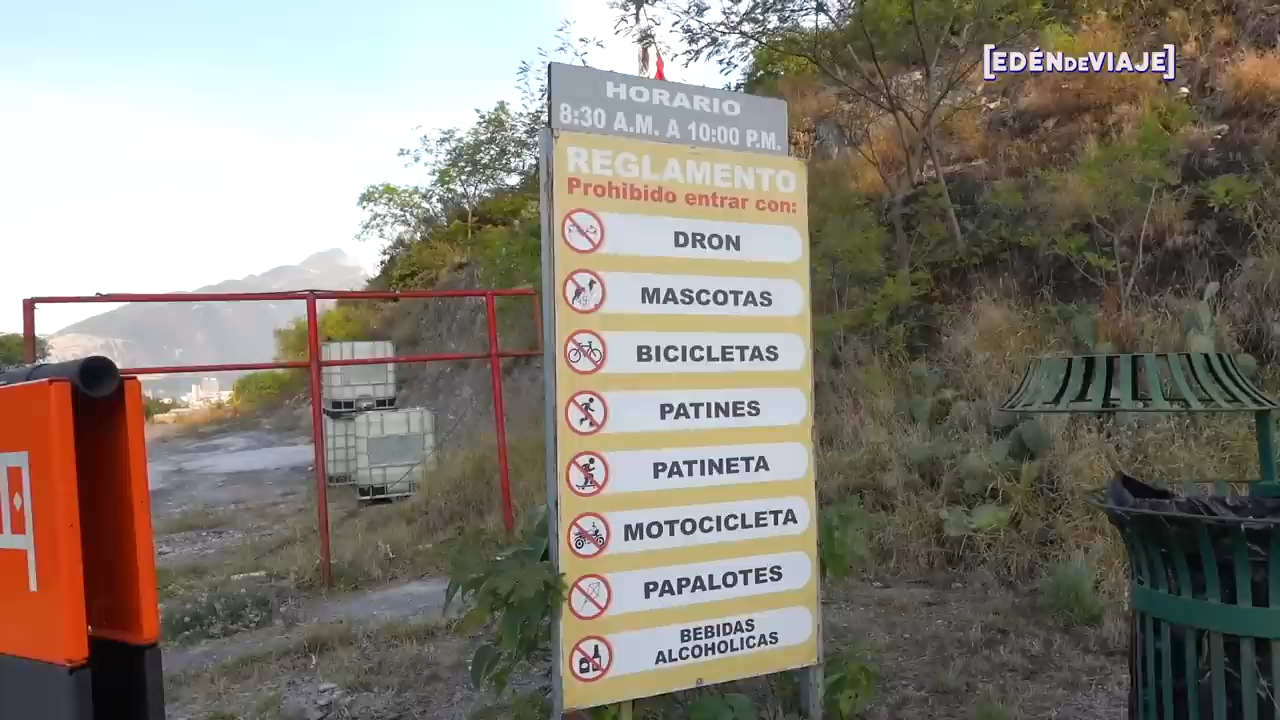 [EDÉNDEVIAJE]
HORARIO
8:30 A.M. A 10:00 P.M.
REGLAMENTO
Prohibido entrar con:
DRON
MASCOTAS
BICICLETAS
PATINES
PATINETA
MOTOCICLETA
PAPALOTES
BEBIDAS
ALCOHOLICAS